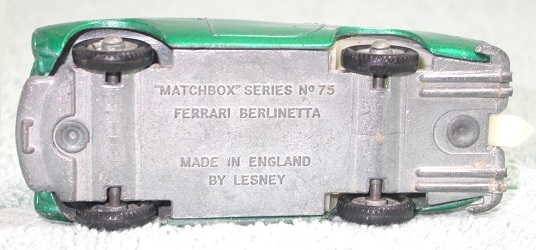 "MATCHBOX" SERIES Nº 75
FERRARI BERLINETTA
MADE IN ENGLAND
BY LESNEY